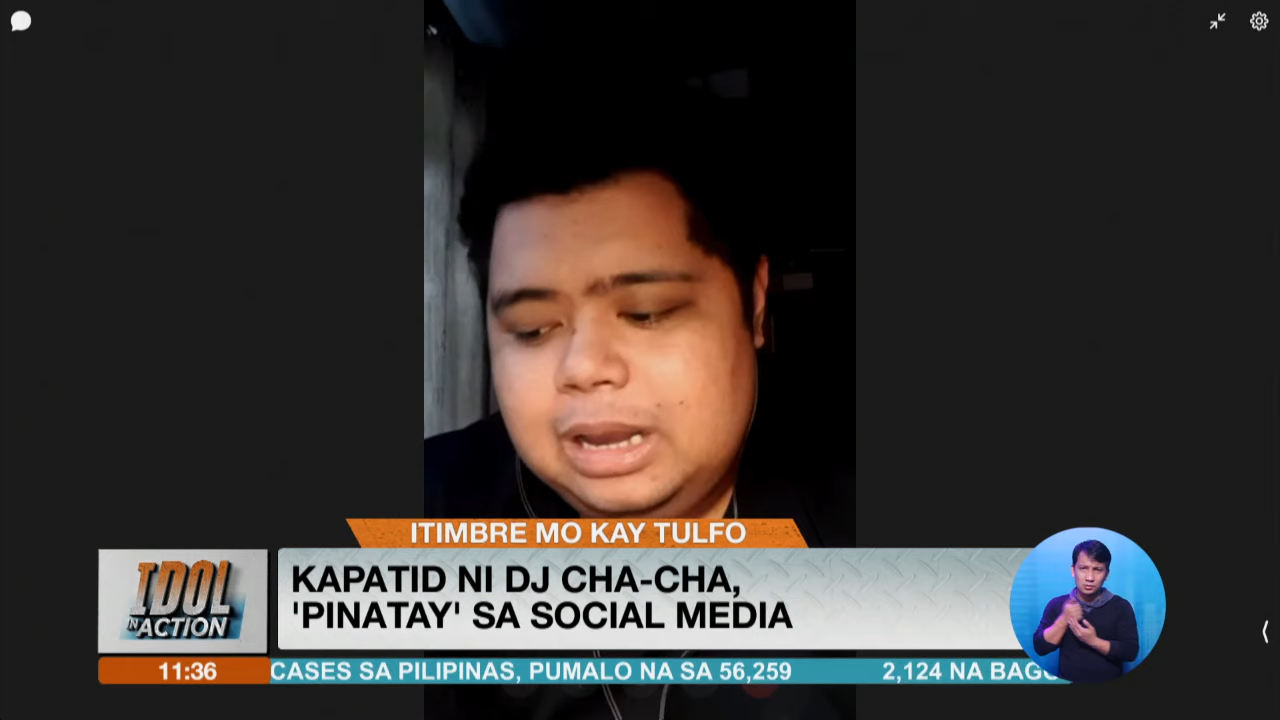 ITIMBRE MO KAY TULFO
IDOL
IN ACTION
KAPATID NI DJ CHA-CHA,
'PINATAY' SA SOCIAL MEDIA
11:36
CASES SA PILIPINAS, PUMALO NA SA 56,259 2,124 NA